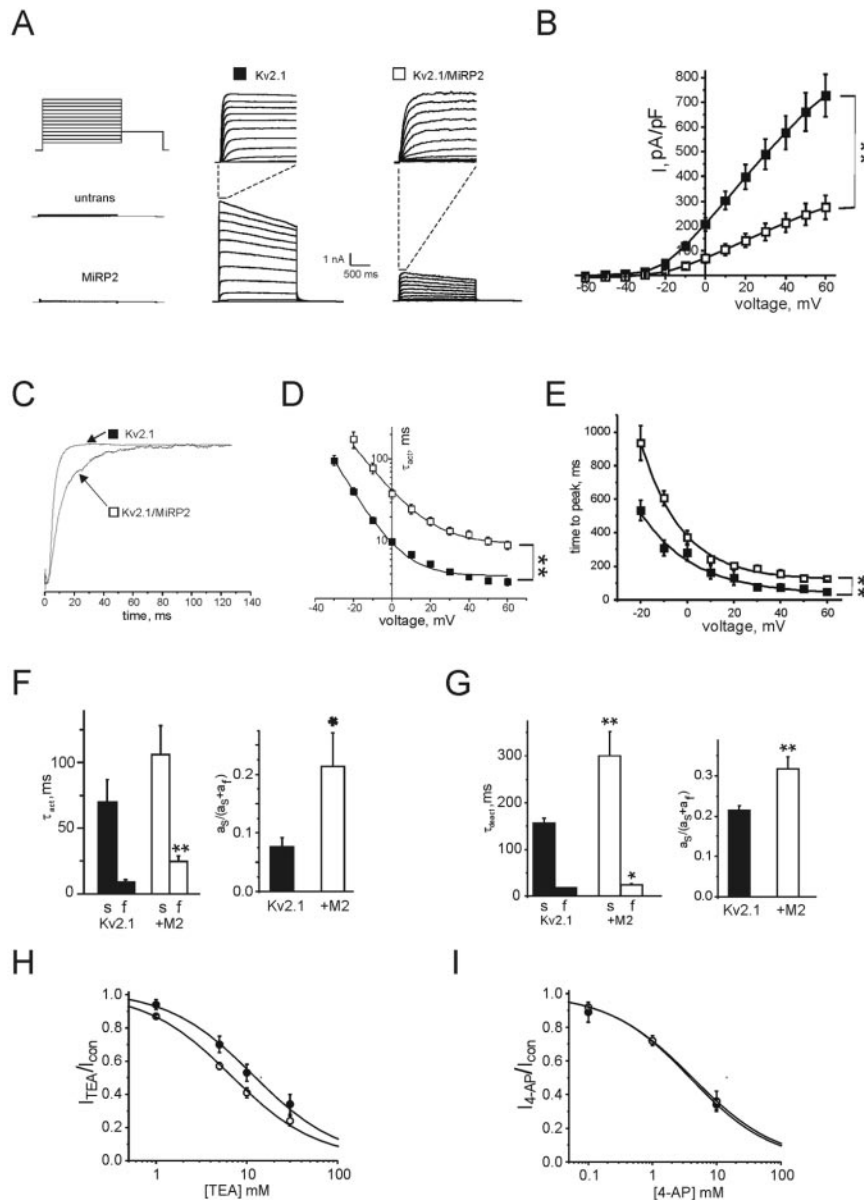 A
■ Kv2.1
□ Kv2.1/MiRP2
untrans
MiRP2
1 nA
500 ms
B
I, pA/pF
800
700
600
500
400
300
200
100
0
-60 -40 -20 0 20 40 60
voltage, mV
**
C
■ Kv2.1
□ Kv2.1/MiRP2
0 20 40 60 80 100 120 140
time, ms
D
τact, ms
100
10
-40 -20 0 20 40 60
voltage, mV
**
E
time to peak, ms
1000
800
600
400
200
0
-20 0 20 40 60
voltage, mV
**
F
τact, ms
100
50
0
**
s f s f
Kv2.1 +M2
as/(as+af)
0.2
0.1
0.0
*
Kv2.1 +M2
G
τdeact, ms
300
200
100
0
**
*
s f s f
Kv2.1 +M2
as/(as+af)
0.3
0.2
0.1
0.0
**
Kv2.1 +M2
H
ITEA/Icon
1.0
0.8
0.6
0.4
0.2
0.0
1 10 100
[TEA] mM
I
I4-AP/Icon
1.0
0.8
0.6
0.4
0.2
0.0
0.1 1 10 100
[4-AP] mM